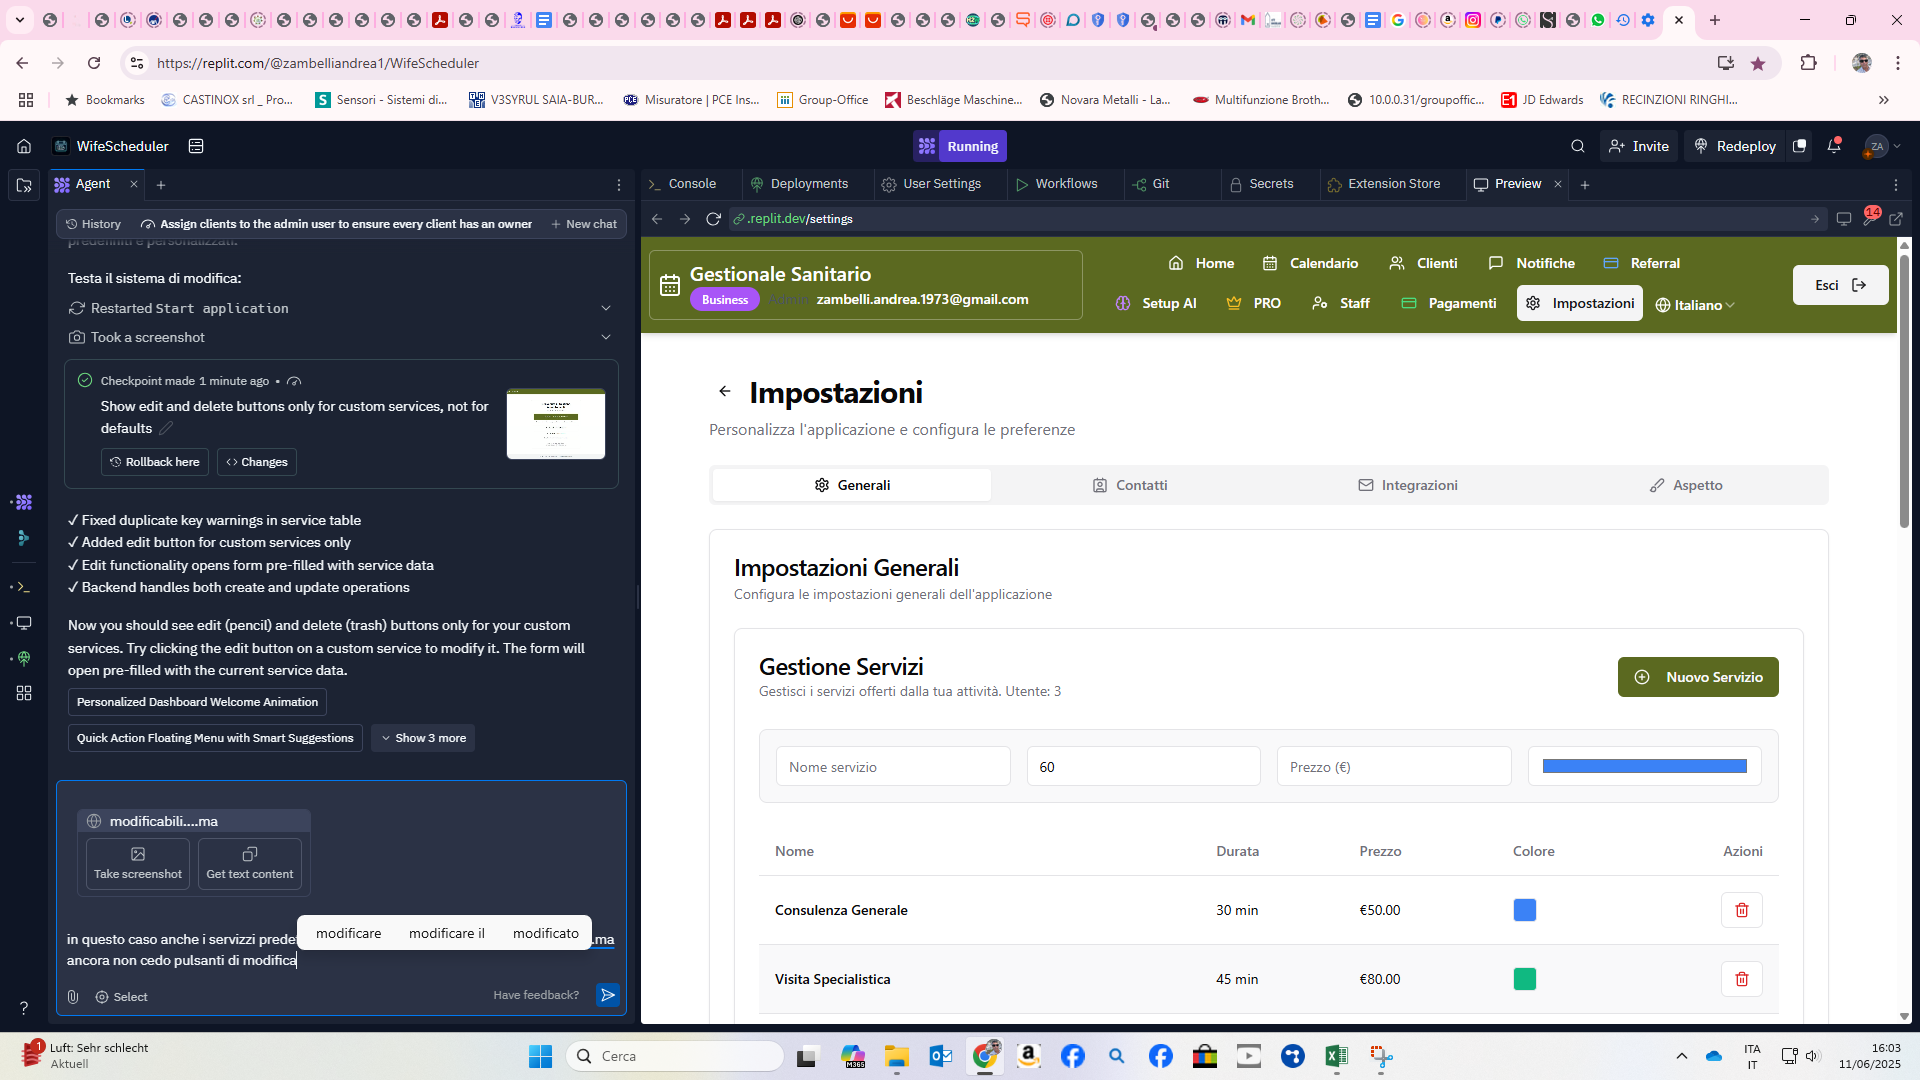 https://replit.com/@zambelliandrea1/WifeScheduler
Bookmarks
CASTINOX srl _ Pro...
Sensori - Sistemi di...
V3SYRUL SAIA-BUR...
Misuratore | PCE Ins...
Group-Office
Beschläge Maschine...
Novara Metalli - La...
Multifunzione Broth...
10.0.0.31/groupoffic...
JD Edwards
RECINZIONI RINGHI...
WifeScheduler
Running
Invite
Redeploy
ZA
Agent
Console
Deployments
User Settings
Workflows
Git
Secrets
Extension Store
Preview
History
Assign clients to the admin user to ensure every client has an owner
New chat
.replit.dev/settings
14
predefiniti e personalizzati.
Testa il sistema di modifica:
Restarted Start application
Took a screenshot
Checkpoint made 1 minute ago •
Show edit and delete buttons only for custom services, not for
defaults
Rollback here
Changes
✓ Fixed duplicate key warnings in service table
✓ Added edit button for custom services only
✓ Edit functionality opens form pre-filled with service data
✓ Backend handles both create and update operations
Now you should see edit (pencil) and delete (trash) buttons only for your custom
services. Try clicking the edit button on a custom service to modify it. The form will
open pre-filled with the current service data.
Personalized Dashboard Welcome Animation
Quick Action Floating Menu with Smart Suggestions
Show 3 more
modificabili....ma
Take screenshot
Get text content
modificare
modificare il
modificato
in questo caso anche i servizzi prede
.ma
ancora non cedo pulsanti di modifica
Select
Have feedback?
Gestionale Sanitario
Business
Admin
zambelli.andrea.1973@gmail.com
Home
Calendario
Clienti
Notifiche
Referral
Setup AI
PRO
Staff
Pagamenti
Impostazioni
Italiano
Esci
Impostazioni
Personalizza l'applicazione e configura le preferenze
Generali
Contatti
Integrazioni
Aspetto
Impostazioni Generali
Configura le impostazioni generali dell'applicazione
Gestione Servizi
Gestisci i servizi offerti dalla tua attività. Utente: 3
Nuovo Servizio
Nome servizio
60
Prezzo (€)
Nome
Durata
Prezzo
Colore
Azioni
Consulenza Generale
30 min
€50.00
Visita Specialistica
45 min
€80.00
?
1
Luft: Sehr schlecht
Aktuell
Cerca
M365
ITA
IT
16:03
11/06/2025